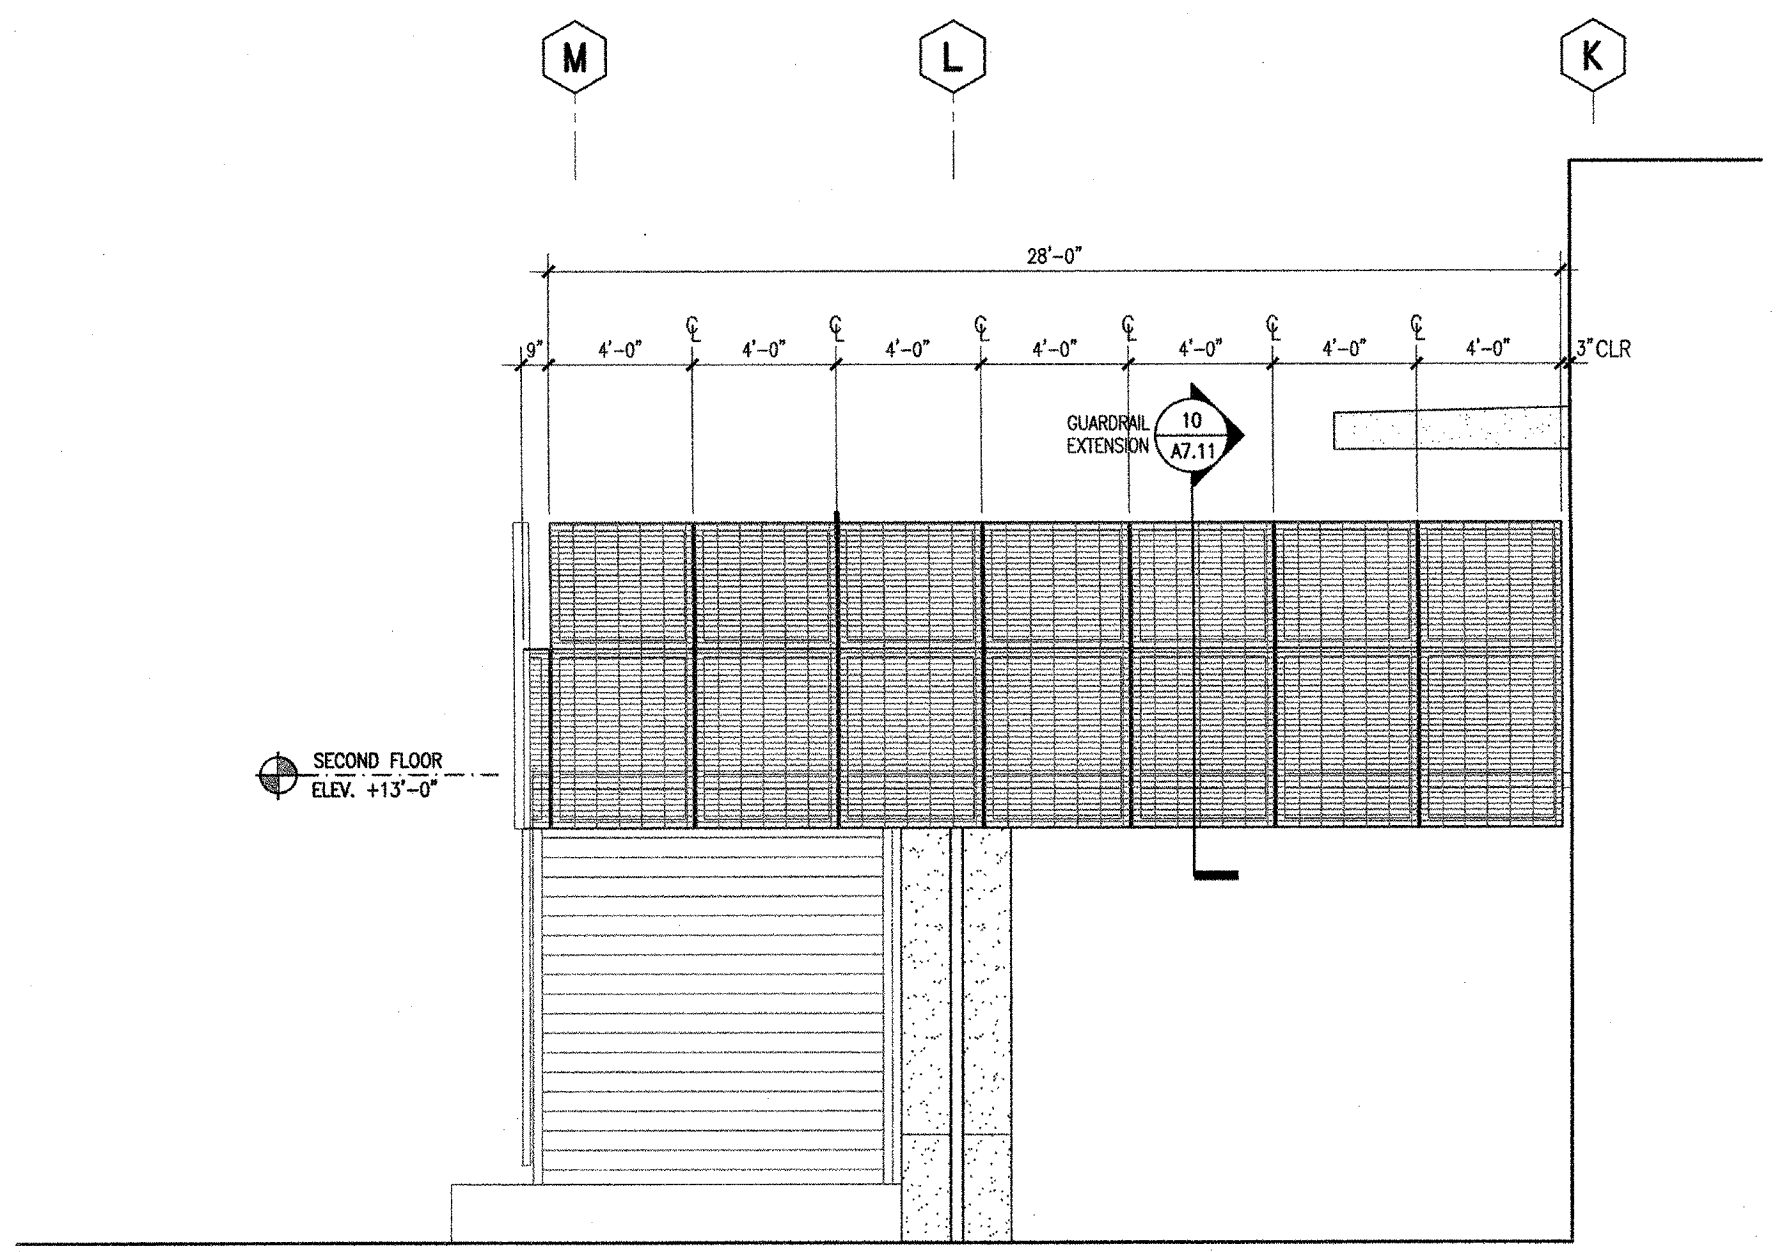 M L K
28'-0"
℄ ℄ ℄ ℄ ℄ ℄
9" 4'-0" 4'-0" 4'-0" 4'-0" 4'-0" 4'-0" 4'-0" 3" CLR
GUARDRAIL
EXTENSION
10
A7.11
SECOND FLOOR
ELEV. +13'-0"